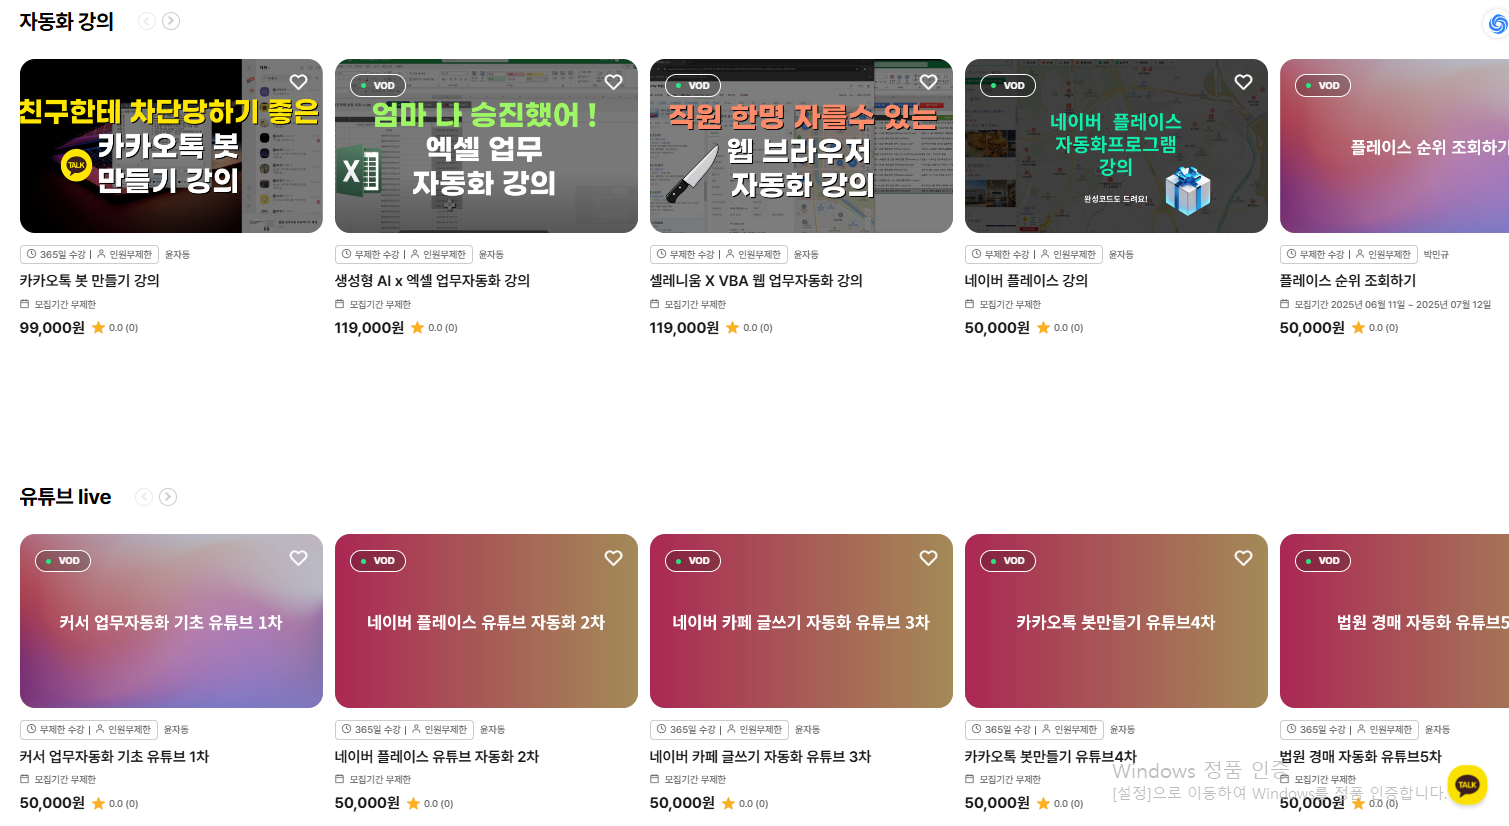 자동화 강의
친구한테 차단당하기 좋은
카카오톡 봇
TALK
만들기 강의
365일 수강 | 인원무제한 윤자동
카카오톡 봇 만들기 강의
모집기간 무제한
99,000원 0.0 (0)
VOD
엄마 나 승진했어 !
엑셀 업무
자동화 강의
X
무제한 수강 | 인원무제한 윤자동
생성형 AI x 엑셀 업무자동화 강의
모집기간 무제한
119,000원 0.0 (0)
VOD
직원 한명 자를수 있는
웹 브라우저
자동화 강의
무제한 수강 | 인원무제한 윤자동
셀레니움 X VBA 웹 업무자동화 강의
모집기간 무제한
119,000원 0.0 (0)
VOD
네이버 플레이스
자동화프로그램
강의
완성코드도 드려요!
무제한 수강 | 인원무제한 윤자동
네이버 플레이스 강의
모집기간 무제한
50,000원 0.0 (0)
VOD
플레이스 순위 조회하기
무제한 수강 | 인원무제한 박민규
플레이스 순위 조회하기
모집기간 2025년 06월 11일 ~ 2025년 07월 12일
50,000원 0.0 (0)
유튜브 live
VOD
커서 업무자동화 기초 유튜브 1차
무제한 수강 | 인원무제한 윤자동
커서 업무자동화 기초 유튜브 1차
모집기간 무제한
50,000원 0.0 (0)
VOD
네이버 플레이스 유튜브 자동화 2차
365일 수강 | 인원무제한 윤자동
네이버 플레이스 유튜브 자동화 2차
모집기간 무제한
50,000원 0.0 (0)
VOD
네이버 카페 글쓰기 자동화 유튜브 3차
365일 수강 | 인원무제한 윤자동
네이버 카페 글쓰기 자동화 유튜브 3차
모집기간 무제한
50,000원 0.0 (0)
VOD
카카오톡 봇만들기 유튜브4차
365일 수강 | 인원무제한 윤자동
카카오톡 봇만들기 유튜브4차
모집기간 무제한
50,000원 0.0 (0)
VOD
법원 경매 자동화 유튜브5
365일 수강 | 인원무제한 윤자동
법원 경매 자동화 유튜브5차
모집기간 무제한
50,000원 0.0 (0)
Windows 정품 인증
[설정]으로 이동하여 Windows를 정품 인증합니다.
TALK